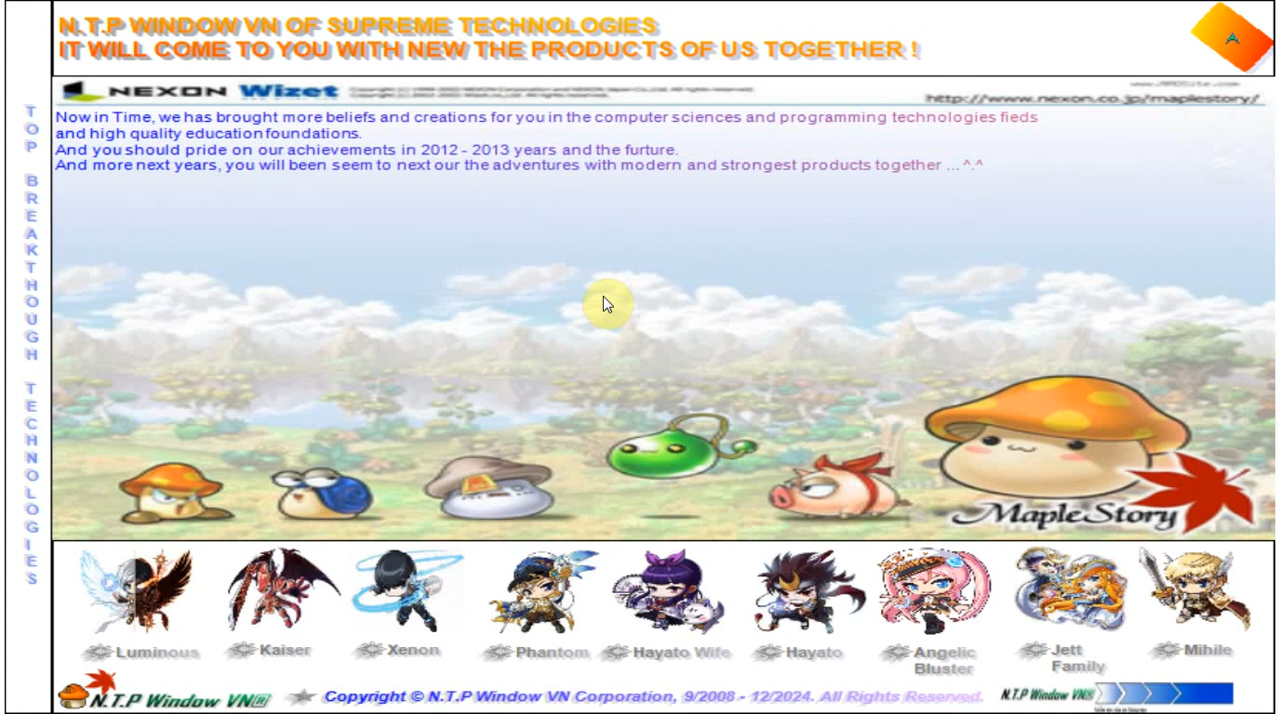 N.T.P WINDOW VN OF SUPREME TECHNOLOGIES
IT WILL COME TO YOU WITH NEW THE PRODUCTS OF US TOGETHER !
A
TOP BREAKTHOUGH TECHNOLOGIES
NEXON Wizet
http://www.nexon.co.jp/maplestory/
Now in Time, we has brought more beliefs and creations for you in the computer sciences and programming technologies fieds
and high quality education foundations.
And you should pride on our achievements in 2012 - 2013 years and the furture.
And more next years, you will been seem to next our the adventures with modern and strongest products together ... ^.^
MapleStory
Luminous
Kaiser
Xenon
Phantom
Hayato Wife
Hayato
Angelic
Bluster
Jett
Family
Mihile
N.T.P Window VN®
Copyright © N.T.P Window VN Corporation, 9/2008 - 12/2024. All Rights Reserved.
N.T.P Window VN®